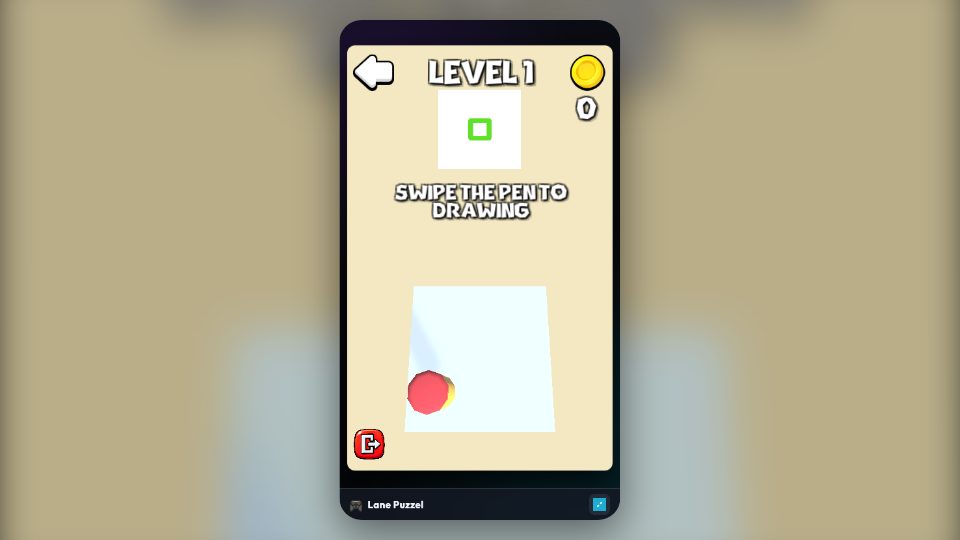 LEVEL 1
0
SWIPE THE PEN TO
DRAWING
Lane Puzzel